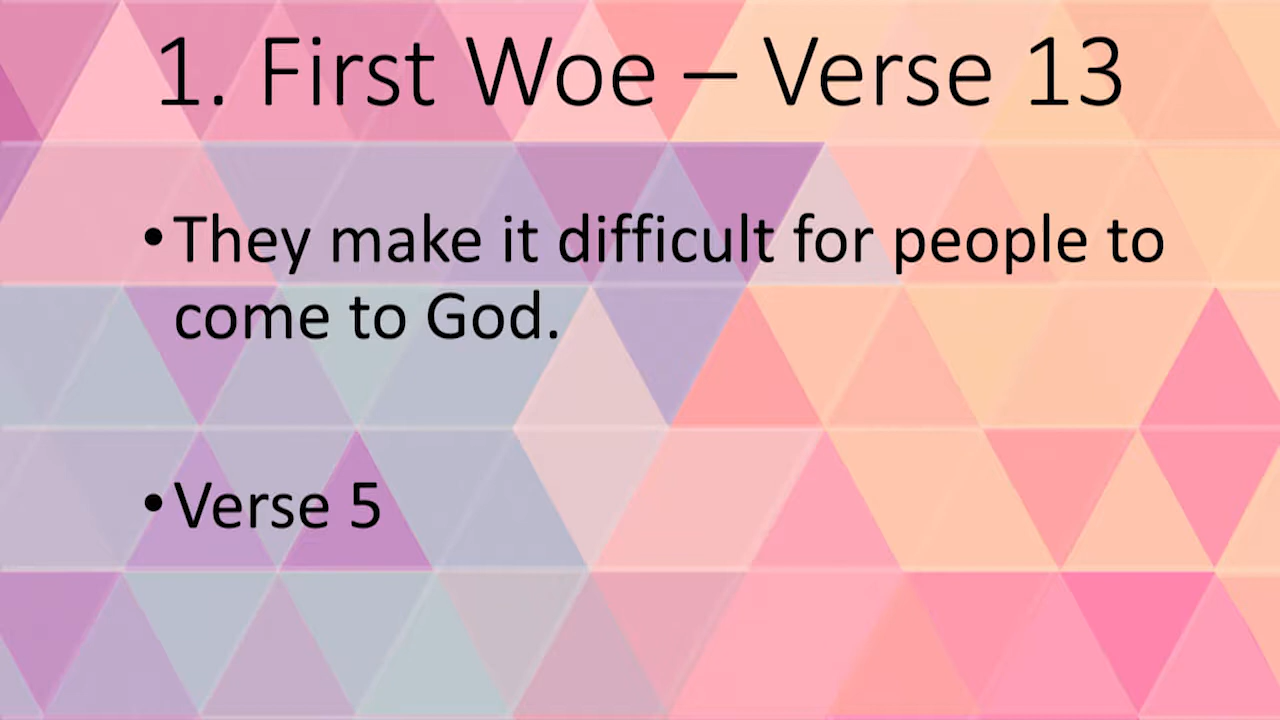 1. First Woe – Verse 13
•They make it difficult for people to
come to God.
•Verse 5